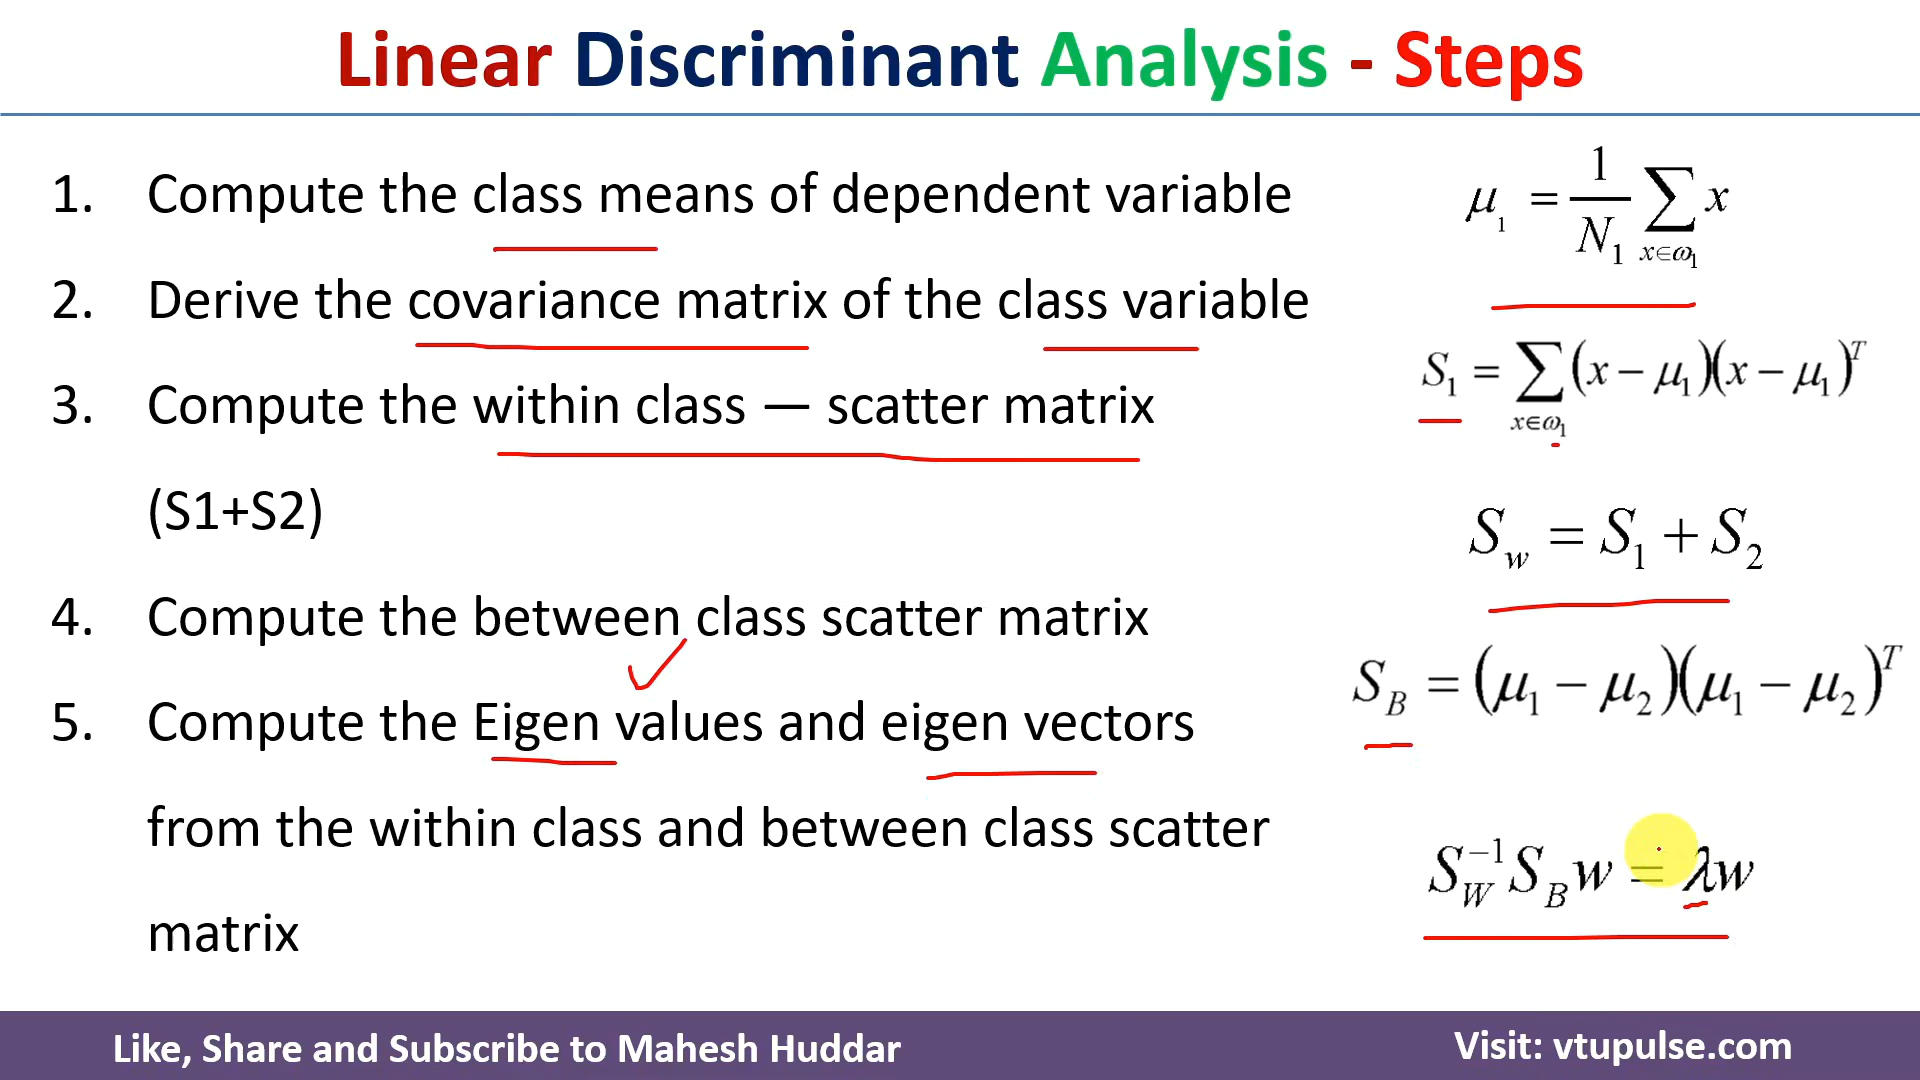 Linear Discriminant Analysis - Steps
1. Compute the class means of dependent variable
μ₁ = 1/N₁ ∑_{x∈ω₁} x
2. Derive the covariance matrix of the class variable
S₁ = ∑_{x∈ω₁} (x − μ₁)(x − μ₁)ᵀ
3. Compute the within class — scatter matrix
(S1+S2)
S_w = S₁ + S₂
4. Compute the between class scatter matrix
S_B = (μ₁ − μ₂)(μ₁ − μ₂)ᵀ
5. Compute the Eigen values and eigen vectors
from the within class and between class scatter
matrix
S_W⁻¹ S_B w = λw
Like, Share and Subscribe to Mahesh Huddar
Visit: vtupulse.com